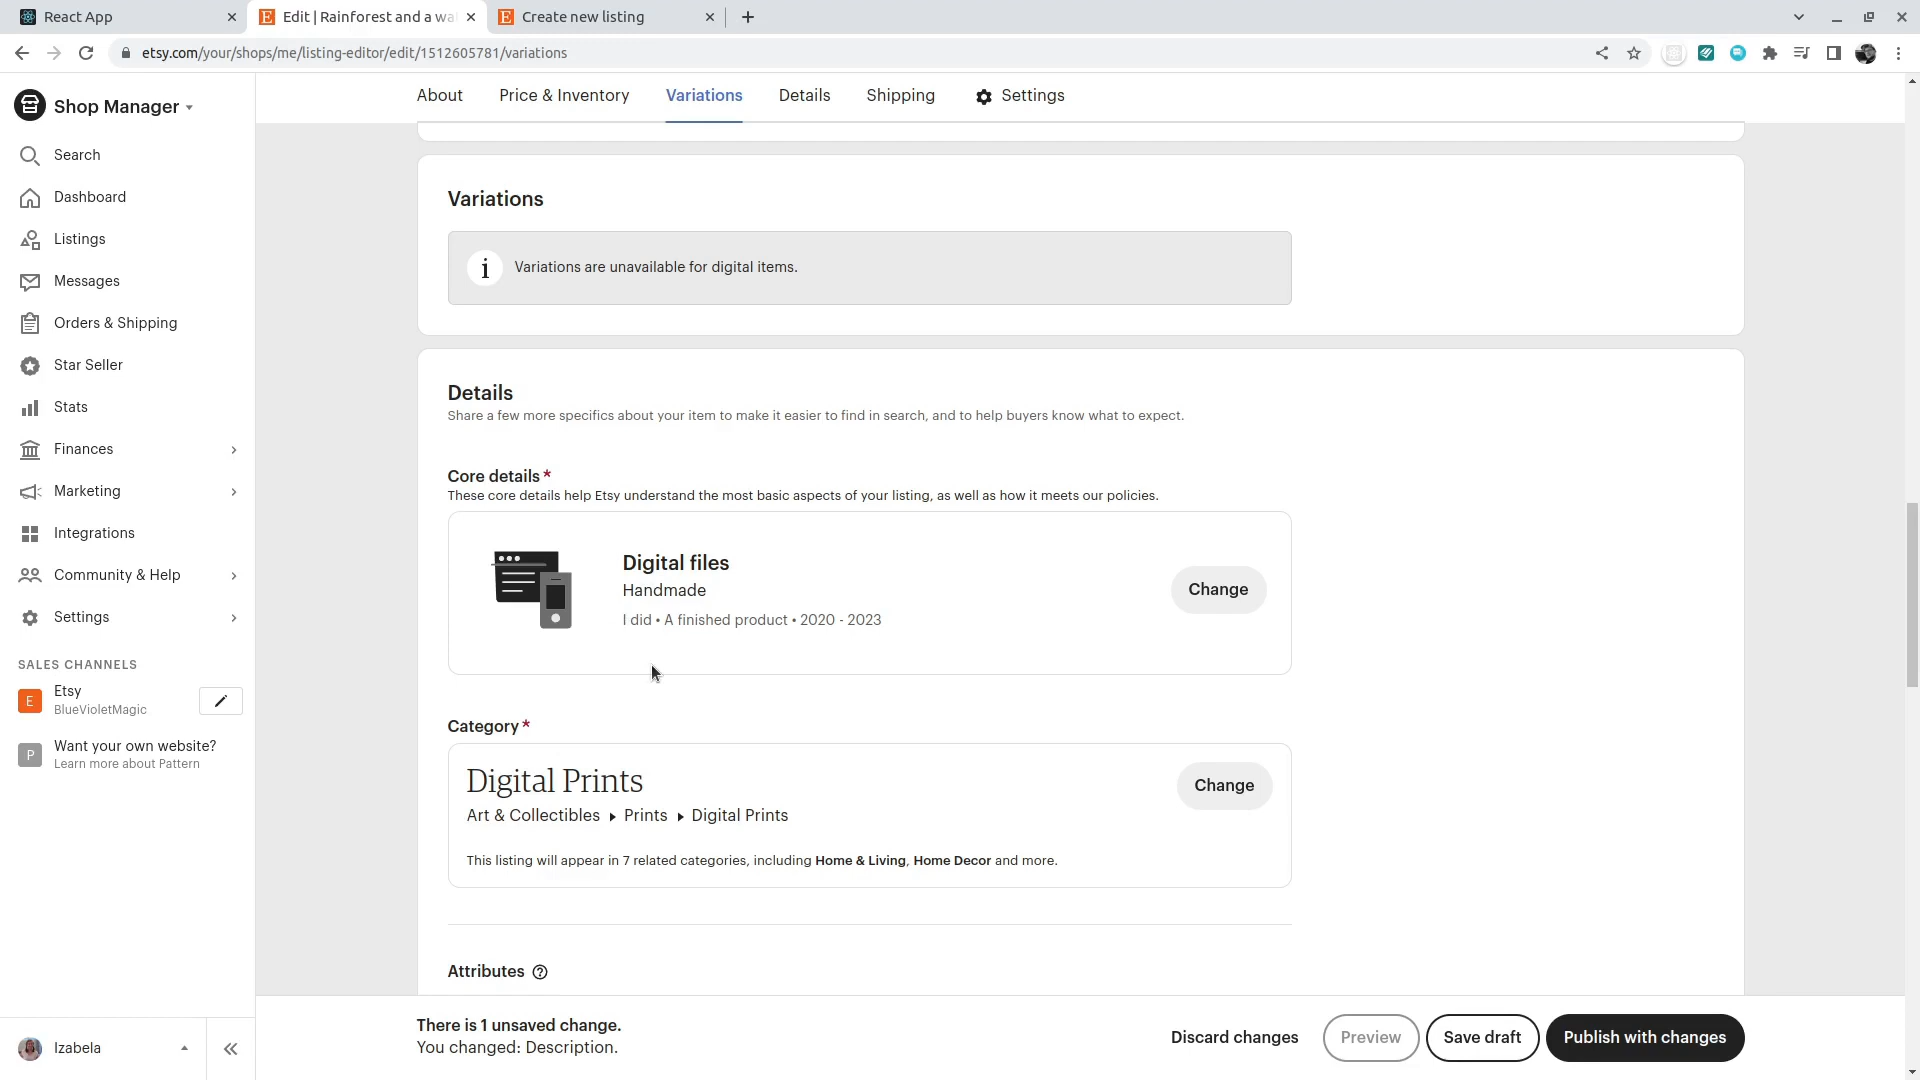 React App
Edit | Rainforest and a wa
Create new listing
etsy.com/your/shops/me/listing-editor/edit/1512605781/variations
Shop Manager
About
Price & Inventory
Variations
Details
Shipping
Settings
Search
Dashboard
Listings
Messages
Orders & Shipping
Star Seller
Stats
Finances
Marketing
Integrations
Community & Help
Settings
SALES CHANNELS
E
Etsy
BlueVioletMagic
P
Want your own website?
Learn more about Pattern
Izabela
Variations
Variations are unavailable for digital items.
Details
Share a few more specifics about your item to make it easier to find in search, and to help buyers know what to expect.
Core details *
These core details help Etsy understand the most basic aspects of your listing, as well as how it meets our policies.
Digital files
Handmade
I did • A finished product • 2020 - 2023
Change
Category *
Digital Prints
Art & Collectibles ▸ Prints ▸ Digital Prints
This listing will appear in 7 related categories, including Home & Living, Home Decor and more.
Change
Attributes
There is 1 unsaved change.
You changed: Description.
Discard changes
Preview
Save draft
Publish with changes